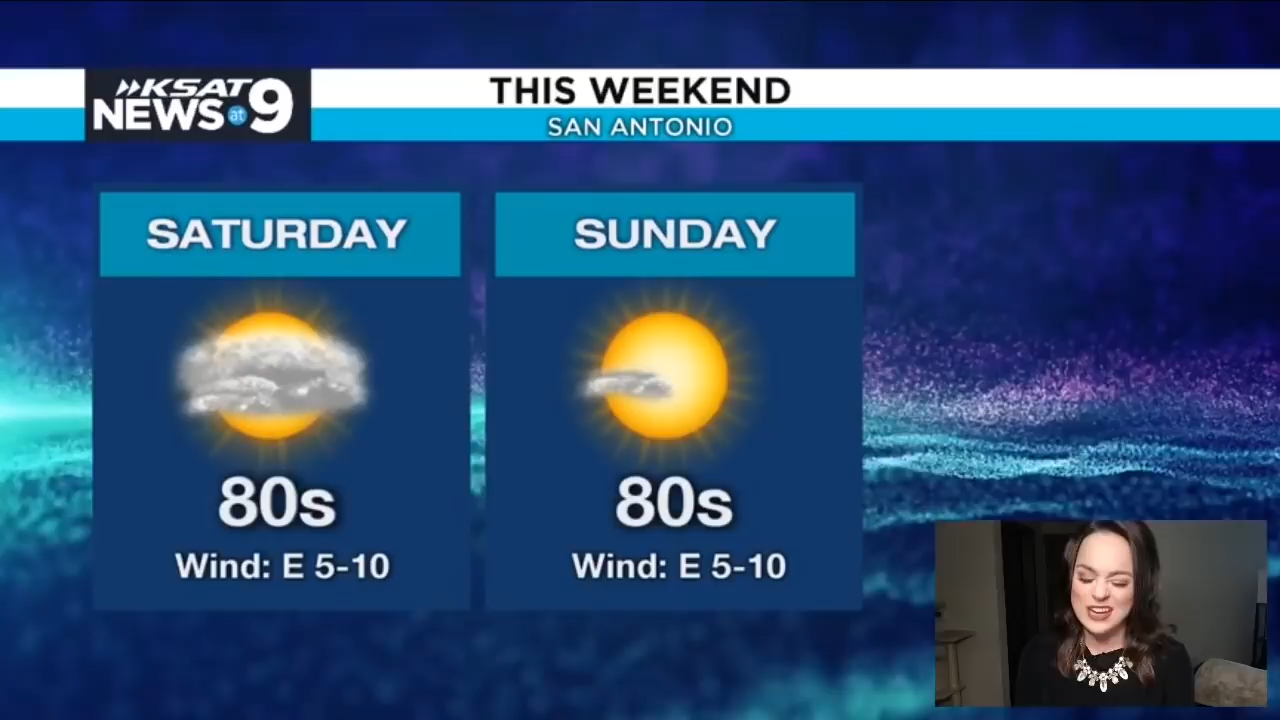 KSAT
NEWS at 9
THIS WEEKEND
SAN ANTONIO
SATURDAY
80s
Wind: E 5-10
SUNDAY
80s
Wind: E 5-10